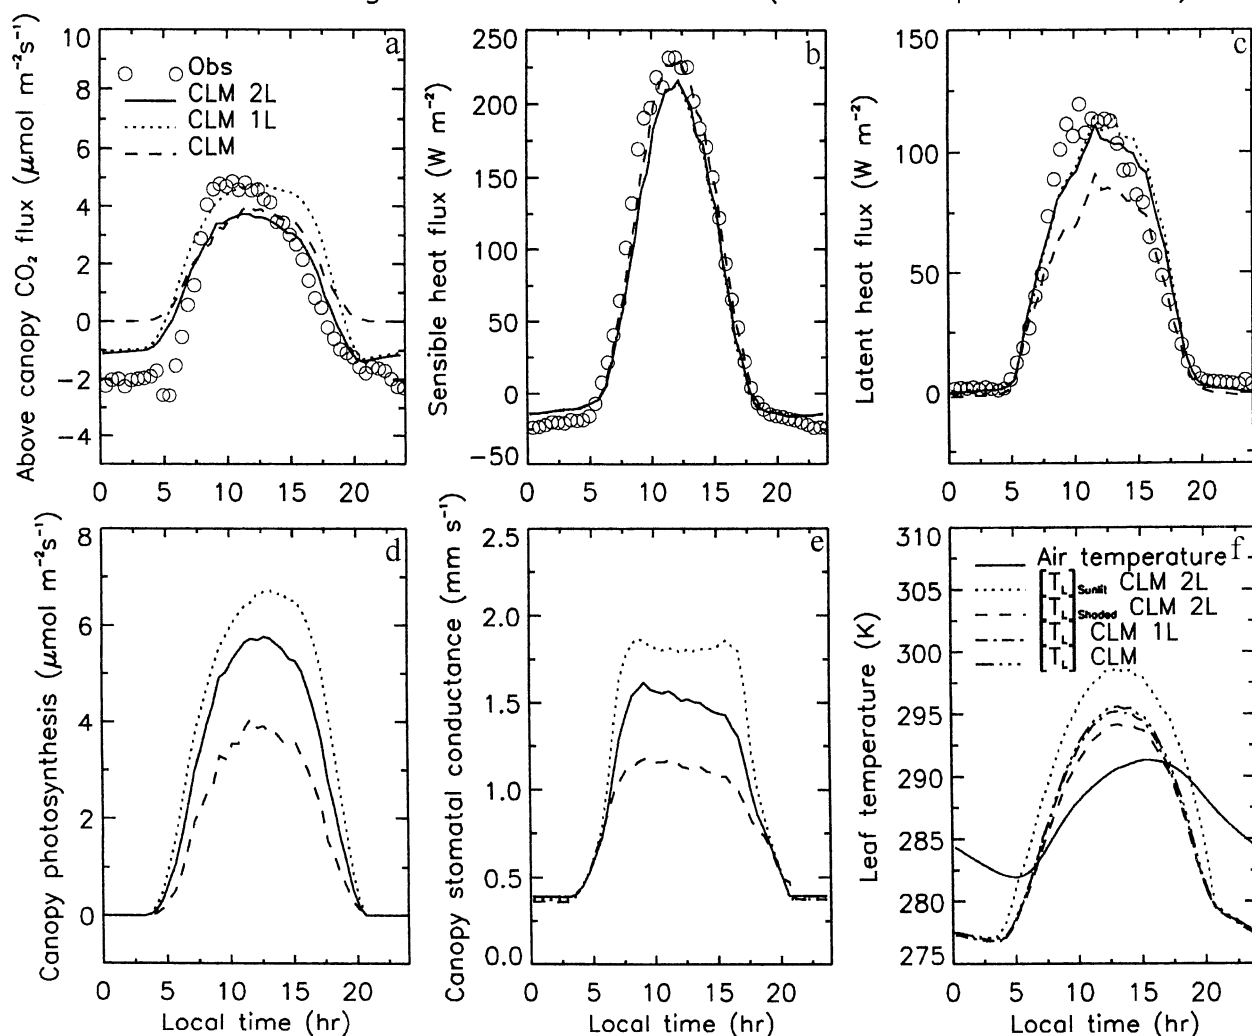 a
10
8
6
4
2
0
−2
−4
Above canopy CO₂ flux (μmol m⁻²s⁻¹)
Obs
CLM 2L
CLM 1L
CLM
0 5 10 15 20
b
250
200
150
100
50
0
−50
Sensible heat flux (W m⁻²)
0 5 10 15 20
c
150
100
50
0
Latent heat flux (W m⁻²)
0 5 10 15 20
d
8
6
4
2
0
Canopy photosynthesis (μmol m⁻²s⁻¹)
0 5 10 15 20
Local time (hr)
e
2.5
2.0
1.5
1.0
0.5
0.0
Canopy stomatal conductance (mm s⁻¹)
0 5 10 15 20
Local time (hr)
f
310
305
300
295
290
285
280
275
Leaf temperature (K)
Air temperature
[T_L]Sunlit CLM 2L
[T_L]Shaded CLM 2L
[T_L] CLM 1L
[T_L] CLM
0 5 10 15 20
Local time (hr)